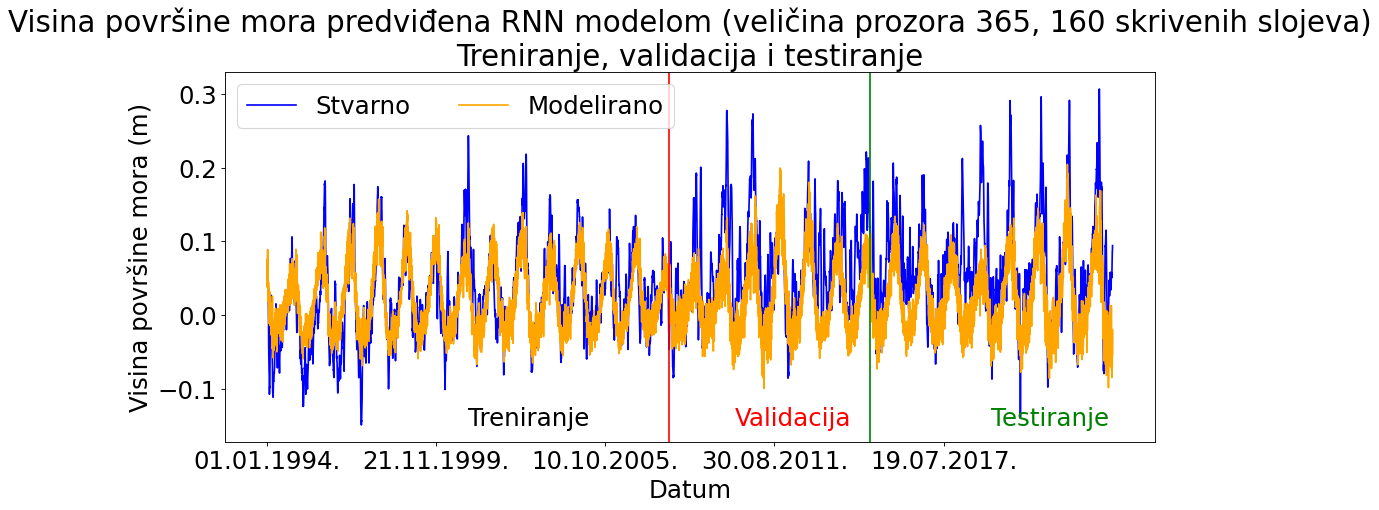 Visina površine mora predviđena RNN modelom (veličina prozora 365, 160 skrivenih slojeva)
Treniranje, validacija i testiranje
Stvarno
Modelirano
Visina površine mora (m)
0.3
0.2
0.1
0.0
−0.1
Treniranje
Validacija
Testiranje
01.01.1994.
21.11.1999.
10.10.2005.
30.08.2011.
19.07.2017.
Datum